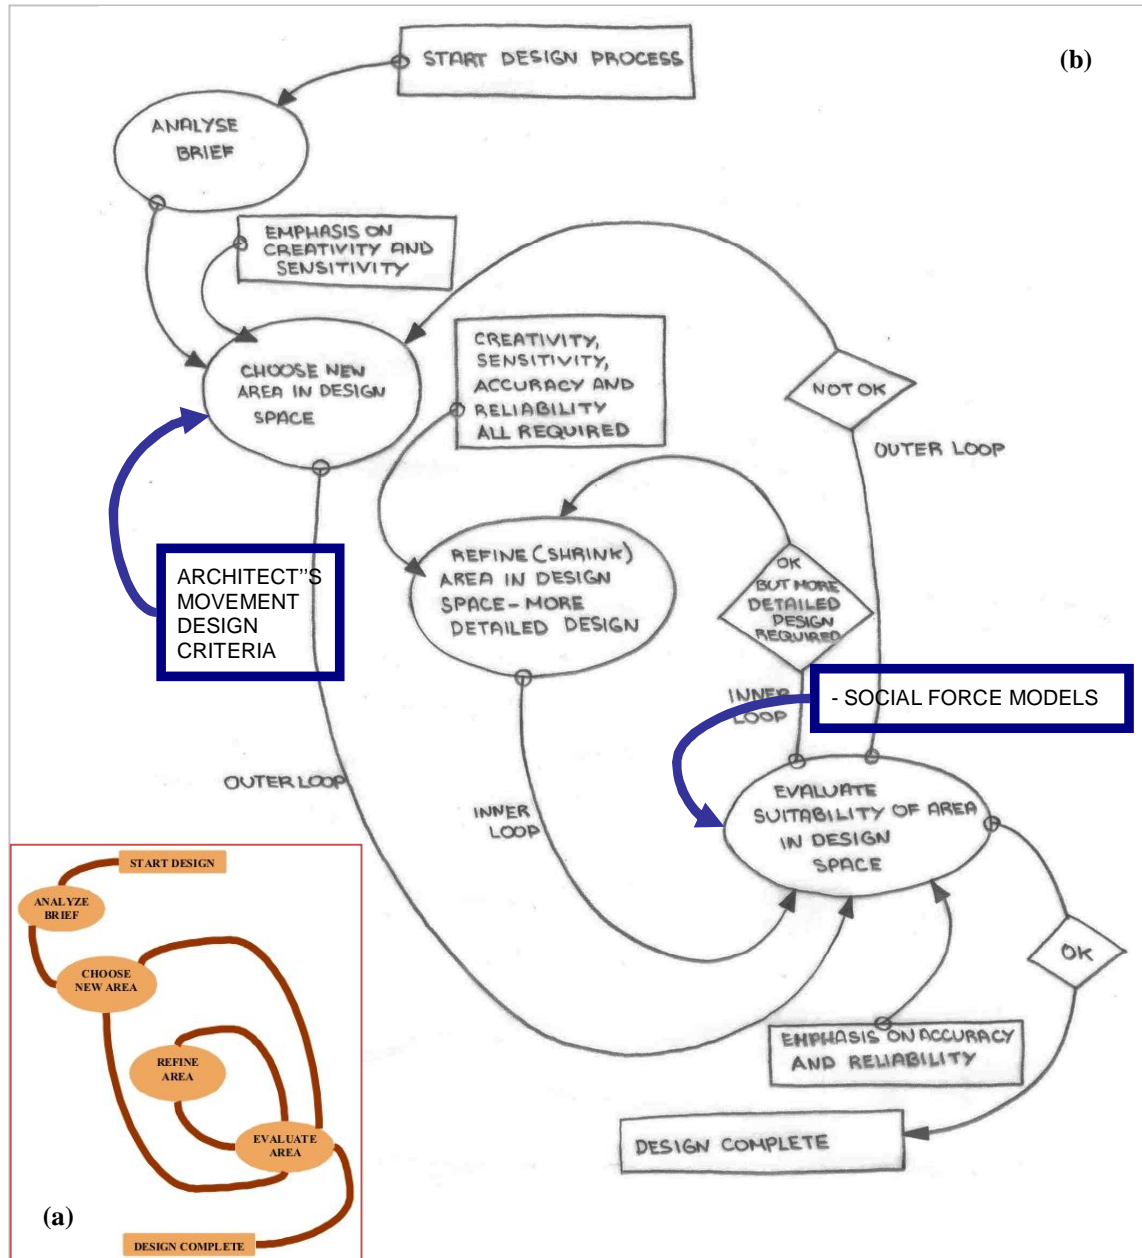 START DESIGN PROCESS
(b)
ANALYSE
BRIEF
EMPHASIS ON
CREATIVITY AND
SENSITIVITY
CHOOSE NEW
AREA IN DESIGN
SPACE
CREATIVITY,
SENSITIVITY,
ACCURACY AND
RELIABILITY
ALL REQUIRED
NOT OK
OUTER LOOP
ARCHITECT"S
MOVEMENT
DESIGN
CRITERIA
REFINE (SHRINK)
AREA IN DESIGN
SPACE - MORE
DETAILED DESIGN
OK
BUT MORE
DETAILED
DESIGN
REQUIRED
INNER
LOOP
- SOCIAL FORCE MODELS
OUTER LOOP
INNER
LOOP
EVALUATE
SUITABILITY OF AREA
IN DESIGN
SPACE
OK
EMPHASIS ON ACCURACY
AND RELIABILITY
DESIGN COMPLETE
START DESIGN
ANALYZE
BRIEF
CHOOSE
NEW AREA
REFINE
AREA
EVALUATE
AREA
(a)
DESIGN COMPLETE